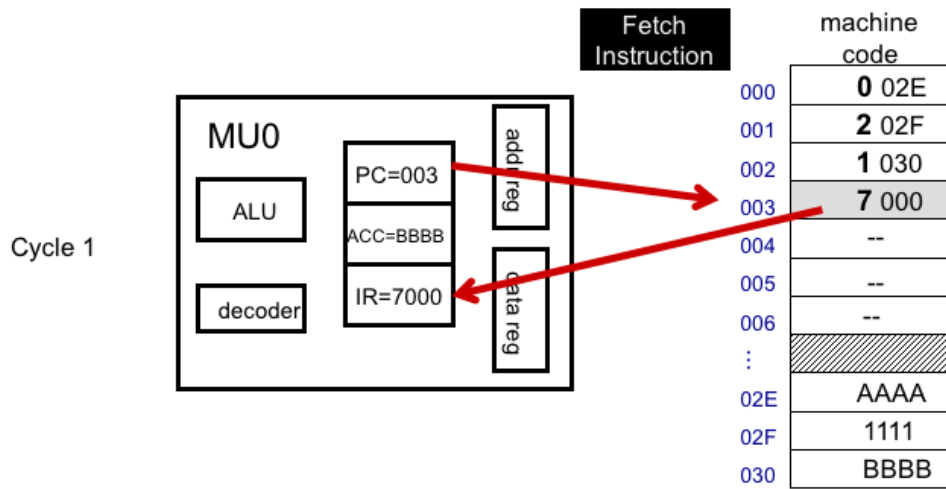 Fetch
Instruction
machine
code
000
0 02E
001
2 02F
002
1 030
003
7 000
004
--
005
--
006
--
⋮
02E
AAAA
02F
1111
030
BBBB
Cycle 1
MU0
ALU
decoder
PC=003
ACC=BBBB
IR=7000
addr reg
data reg